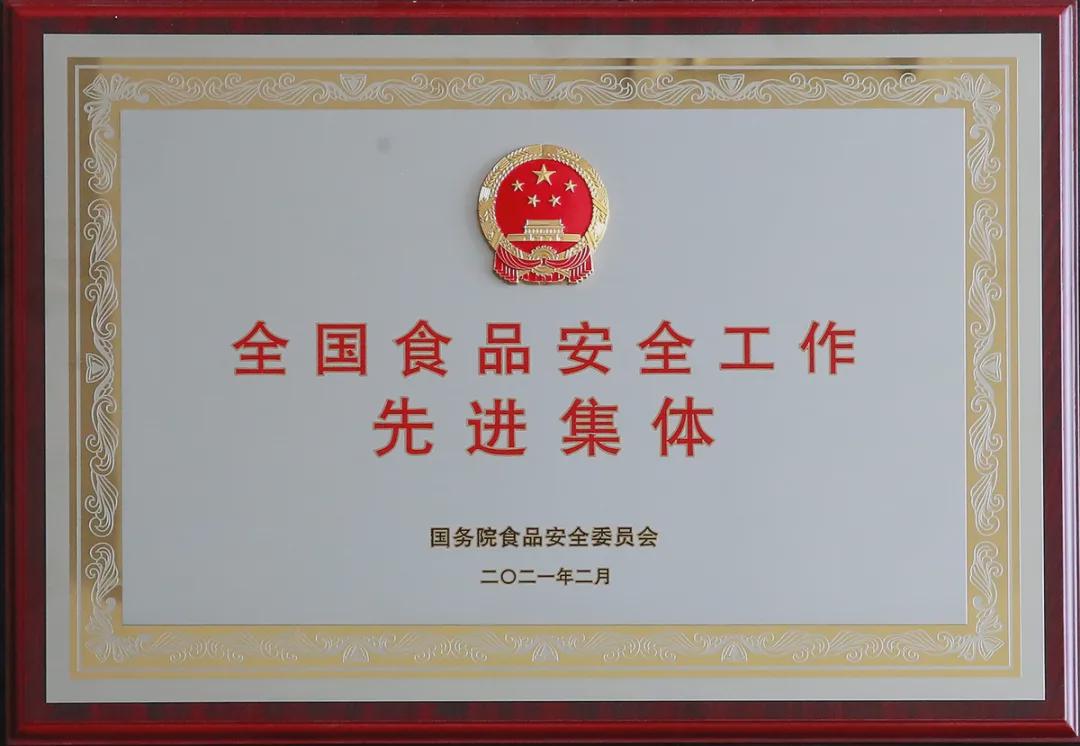 全国食品安全工作
先进集体
国务院食品安全委员会
二〇二一年二月